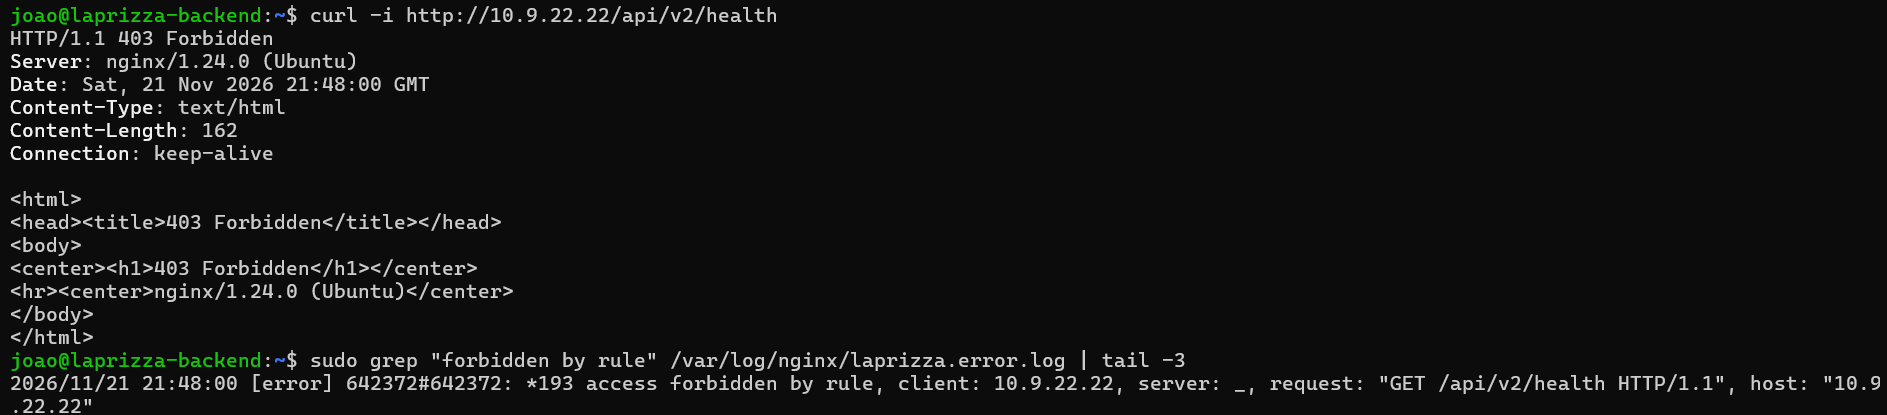 joao@laprizza-backend:~$ curl -i http://10.9.22.22/api/v2/health
HTTP/1.1 403 Forbidden
Server: nginx/1.24.0 (Ubuntu)
Date: Sat, 21 Nov 2026 21:48:00 GMT
Content-Type: text/html
Content-Length: 162
Connection: keep-alive

<html>
<head><title>403 Forbidden</title></head>
<body>
<center><h1>403 Forbidden</h1></center>
<hr><center>nginx/1.24.0 (Ubuntu)</center>
</body>
</html>
joao@laprizza-backend:~$ sudo grep "forbidden by rule" /var/log/nginx/laprizza.error.log | tail -3
2026/11/21 21:48:00 [error] 642372#642372: *193 access forbidden by rule, client: 10.9.22.22, server: _, request: "GET /api/v2/health HTTP/1.1", host: "10.9
.22.22"